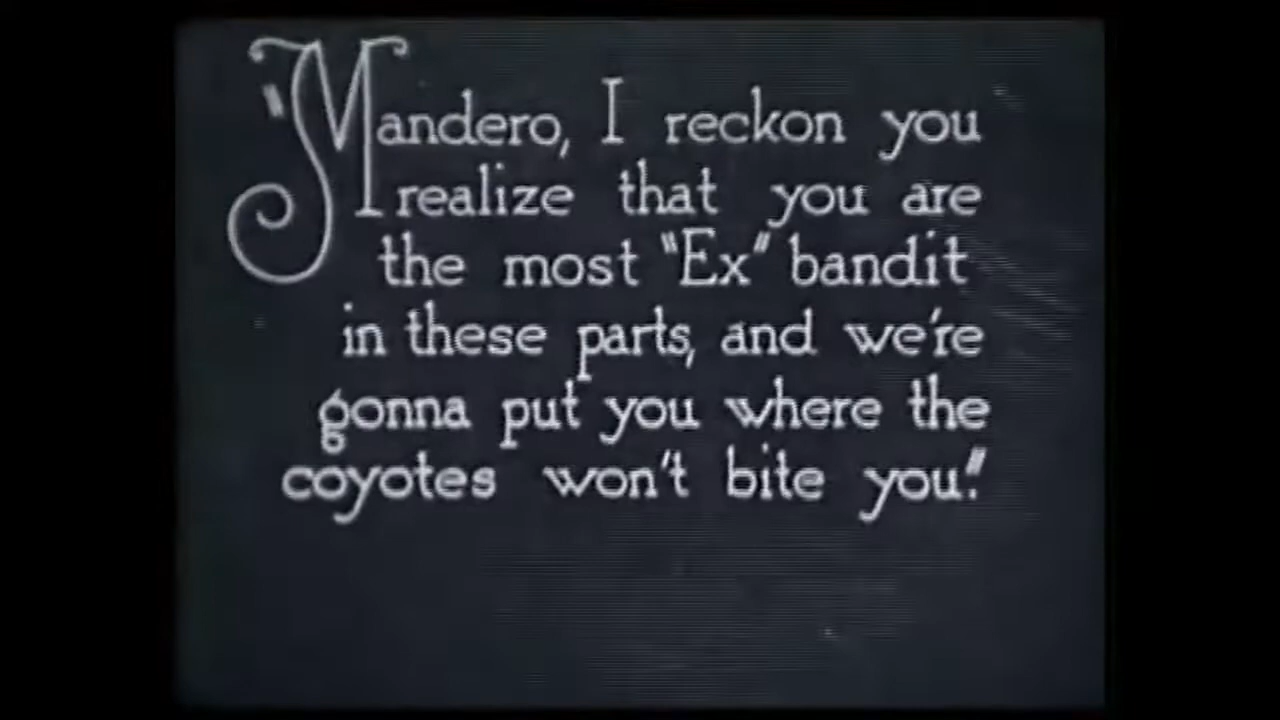 "Mandero, I reckon you
realize that you are
the most "Ex" bandit
in these parts, and we're
gonna put you where the
coyotes won't bite you."